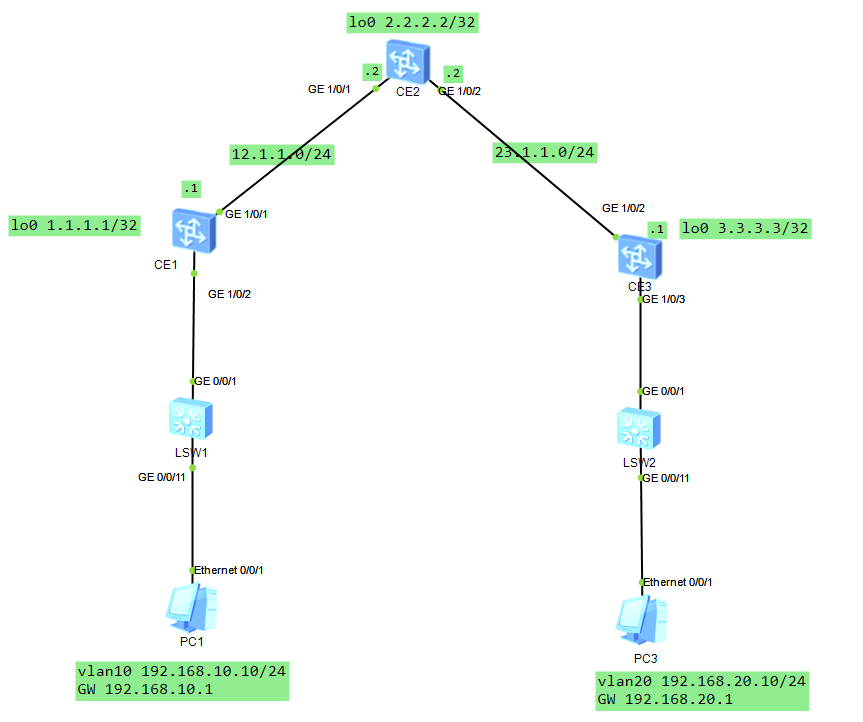 lo0 2.2.2.2/32
.2
.2
GE 1/0/1
CE2
GE 1/0/2
12.1.1.0/24
23.1.1.0/24
.1
GE 1/0/1
GE 1/0/2
lo0 1.1.1.1/32
.1
lo0 3.3.3.3/32
CE1
CE3
GE 1/0/2
GE 1/0/3
GE 0/0/1
GE 0/0/1
LSW1
LSW2
GE 0/0/11
GE 0/0/11
Ethernet 0/0/1
Ethernet 0/0/1
PC1
PC3
vlan10 192.168.10.10/24
GW 192.168.10.1
vlan20 192.168.20.10/24
GW 192.168.20.1